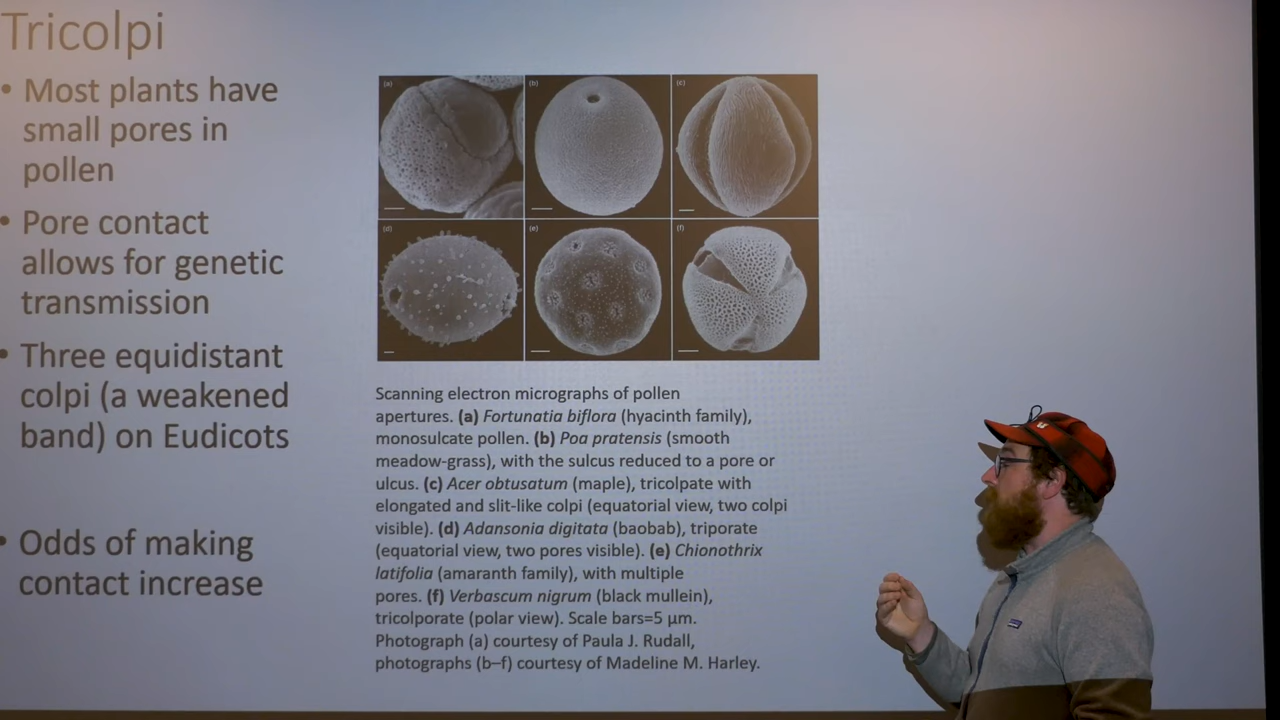 Tricolpi
• Most plants have
small pores in
pollen
• Pore contact
allows for genetic
transmission
• Three equidistant
colpi (a weakened
band) on Eudicots
• Odds of making
contact increase
(a)
(b)
(c)
(d)
(e)
(f)
Scanning electron micrographs of pollen
apertures. (a) Fortunatia biflora (hyacinth family),
monosulcate pollen. (b) Poa pratensis (smooth
meadow-grass), with the sulcus reduced to a pore or
ulcus. (c) Acer obtusatum (maple), tricolpate with
elongated and slit-like colpi (equatorial view, two colpi
visible). (d) Adansonia digitata (baobab), triporate
(equatorial view, two pores visible). (e) Chionothrix
latifolia (amaranth family), with multiple
pores. (f) Verbascum nigrum (black mullein),
tricolporate (polar view). Scale bars=5 μm.
Photograph (a) courtesy of Paula J. Rudall,
photographs (b–f) courtesy of Madeline M. Harley.